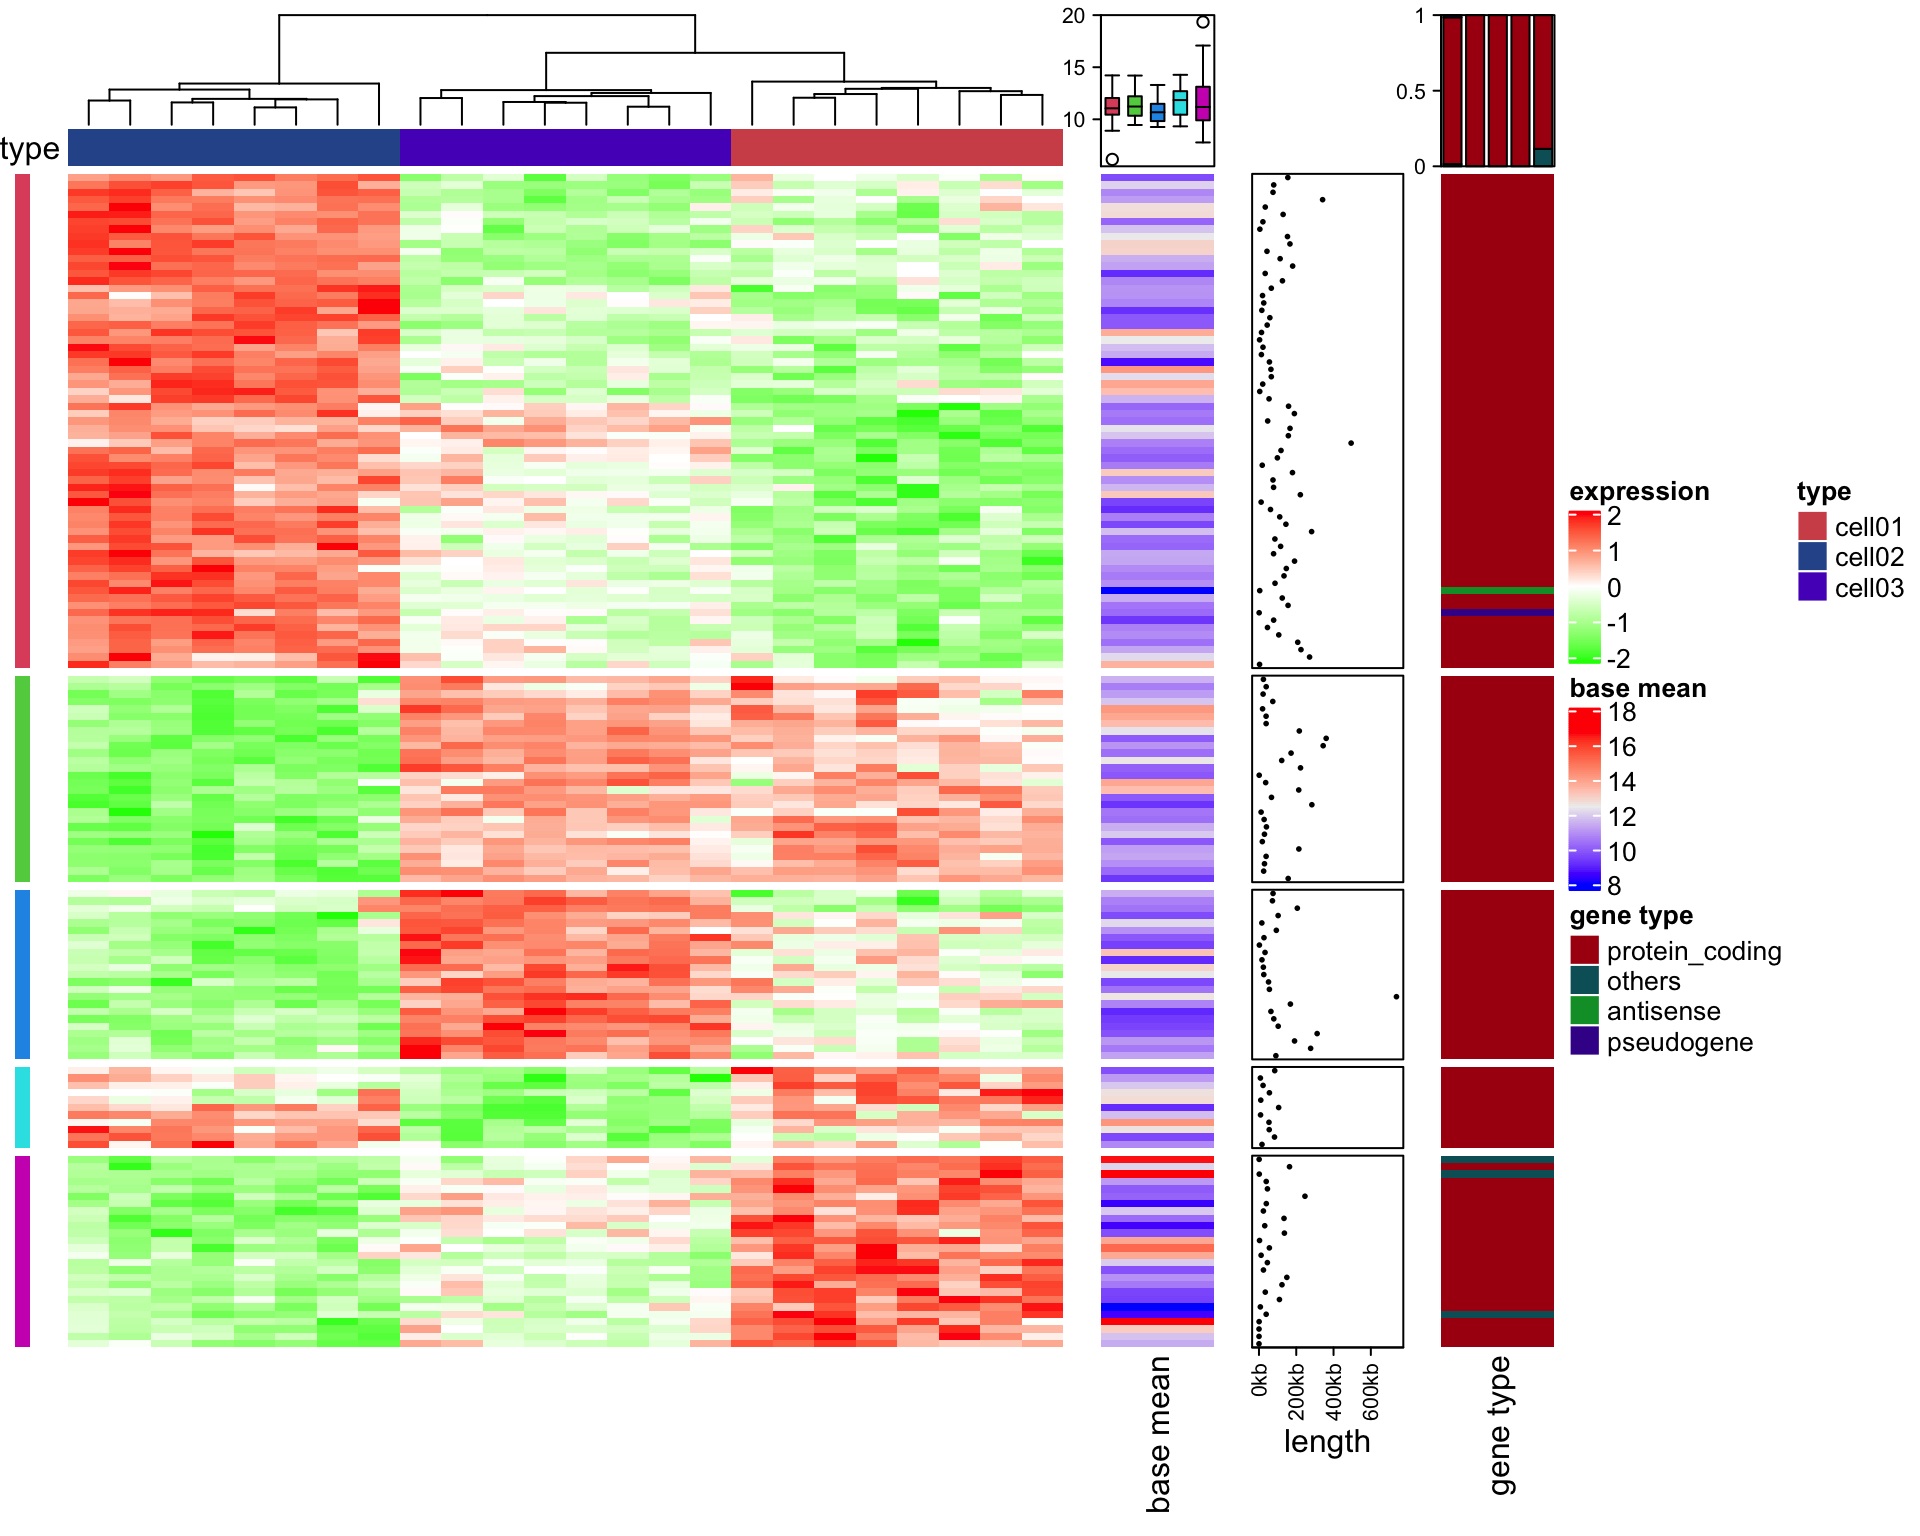 20
15
10
1
0.5
0
type
expression
2
1
0
-1
-2
type
cell01
cell02
cell03
base mean
18
16
14
12
10
8
gene type
protein_coding
others
antisense
pseudogene
0kb
200kb
400kb
600kb
base mean
length
gene type